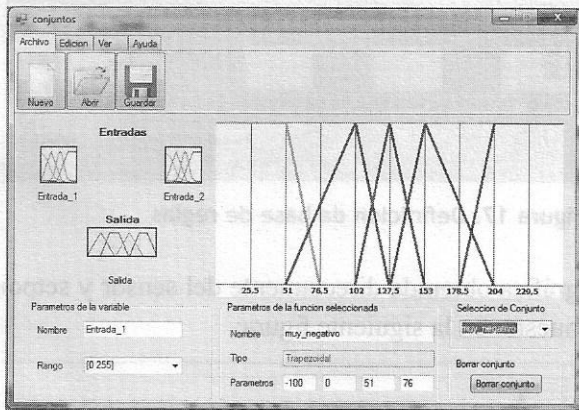 conjuntos
Archivo Edicion Ver Ayuda
Nuevo Abrir Guardar
Entradas
Entrada_1 Entrada_2
Salida
Salida
25,5 51 76,5 102 127,5 153 178,5 204 229,5
Parametros de la variable
Nombre Entrada_1
Rango [0 255]
Parametros de la funcion seleccionada
Nombre muy_negativo
Tipo Trapezoidal
Parametros -100 0 51 76
Seleccion de Conjunto
muy_negativo
Borrar conjunto
Borrar conjunto